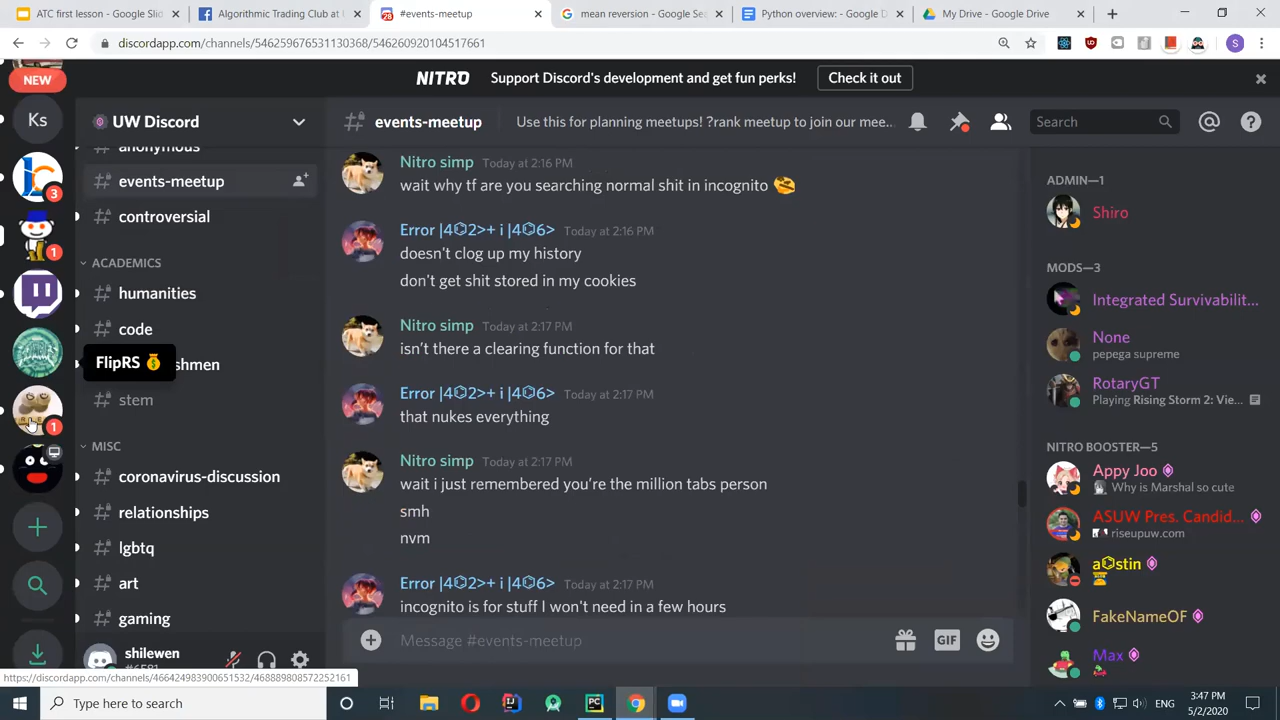 ATC first lesson - Google Slid
Algorithmic Trading Club at U
#events-meetup
mean reversion - Google Sea
Python overview: - Google D
My Drive - Google Drive
discordapp.com/channels/546259676531130368/546260920104517661
S
NEW
NITRO Support Discord's development and get fun perks! Check it out
Ks
UW Discord
# events-meetup Use this for planning meetups! ?rank meetup to join our mee...
Search
anonymous
# events-meetup
# controversial
ACADEMICS
# humanities
# code
shmen
# stem
FlipRS
MISC
# coronavirus-discussion
# relationships
# lgbtq
# art
# gaming
3
1
1
shilewen
#6581
Nitro simp Today at 2:16 PM
wait why tf are you searching normal shit in incognito
Error |4⌬2>+ i |4⌬6> Today at 2:16 PM
doesn't clog up my history
don't get shit stored in my cookies
Nitro simp Today at 2:17 PM
isn't there a clearing function for that
Error |4⌬2>+ i |4⌬6> Today at 2:17 PM
that nukes everything
Nitro simp Today at 2:17 PM
wait i just remembered you're the million tabs person
smh
nvm
Error |4⌬2>+ i |4⌬6> Today at 2:17 PM
incognito is for stuff I won't need in a few hours
Message #events-meetup
GIF
ADMIN—1
Shiro
MODS—3
Integrated Survivabilit...
None
pepega supreme
RotaryGT
Playing Rising Storm 2: Vie...
NITRO BOOSTER—5
Appy Joo
Why is Marshal so cute
ASUW Pres. Candid...
riseupuw.com
a⌬stin
FakeNameOF
Max
https://discordapp.com/channels/466424983900651532/468889808572252161
Type here to search
ENG
3:47 PM
5/2/2020